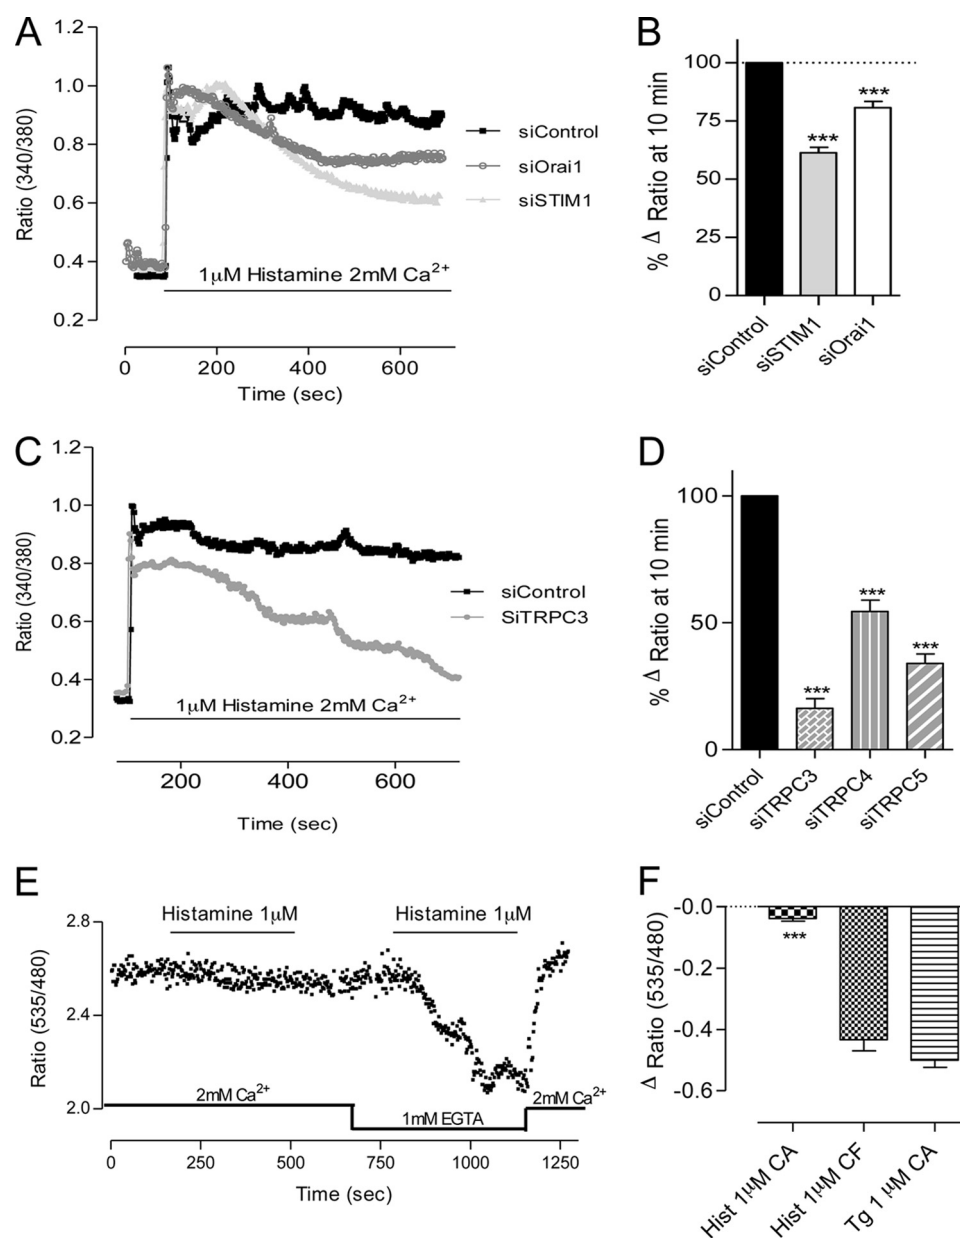 A
1.2
1.0
0.8
0.6
0.4
0.2
Ratio (340/380)
siControl
siOrai1
siSTIM1
1μM Histamine 2mM Ca2+
0 200 400 600
Time (sec)
B
100
75
50
25
0
% Δ Ratio at 10 min
***
***
siControl
siSTIM1
siOrai1
C
1.2
1.0
0.8
0.6
0.4
0.2
Ratio (340/380)
siControl
SiTRPC3
1μM Histamine 2mM Ca2+
200 400 600
Time (sec)
D
100
50
0
% Δ Ratio at 10 min
***
***
***
siControl
siTRPC3
siTRPC4
siTRPC5
E
2.8
2.4
2.0
Ratio (535/480)
Histamine 1μM
Histamine 1μM
2mM Ca2+
1mM EGTA
2mM Ca2+
0 250 500 750 1000 1250
Time (sec)
F
-0.0
-0.2
-0.4
-0.6
Δ Ratio (535/480)
***
Hist 1μM CA
Hist 1μM CF
Tg 1 μM CA